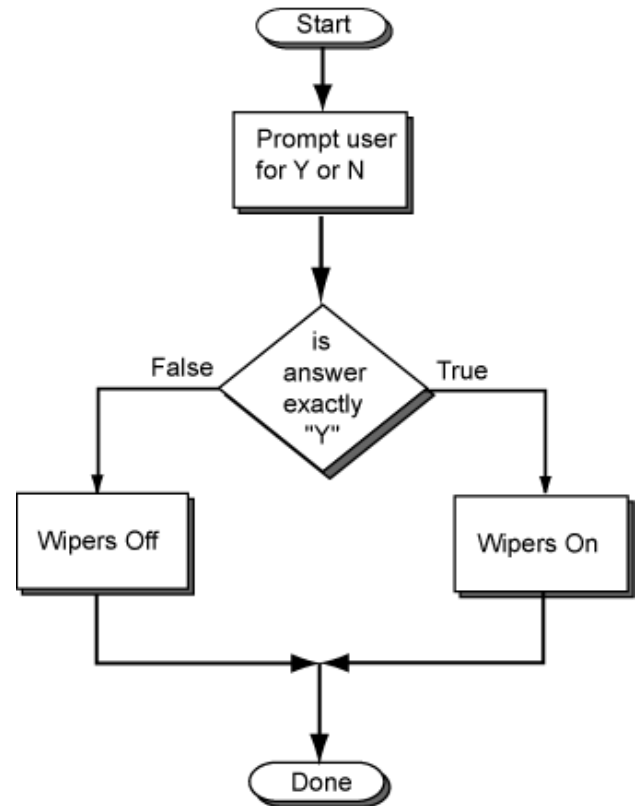 Start
Prompt user
for Y or N
False
is
answer
exactly
"Y"
True
Wipers Off
Wipers On
Done